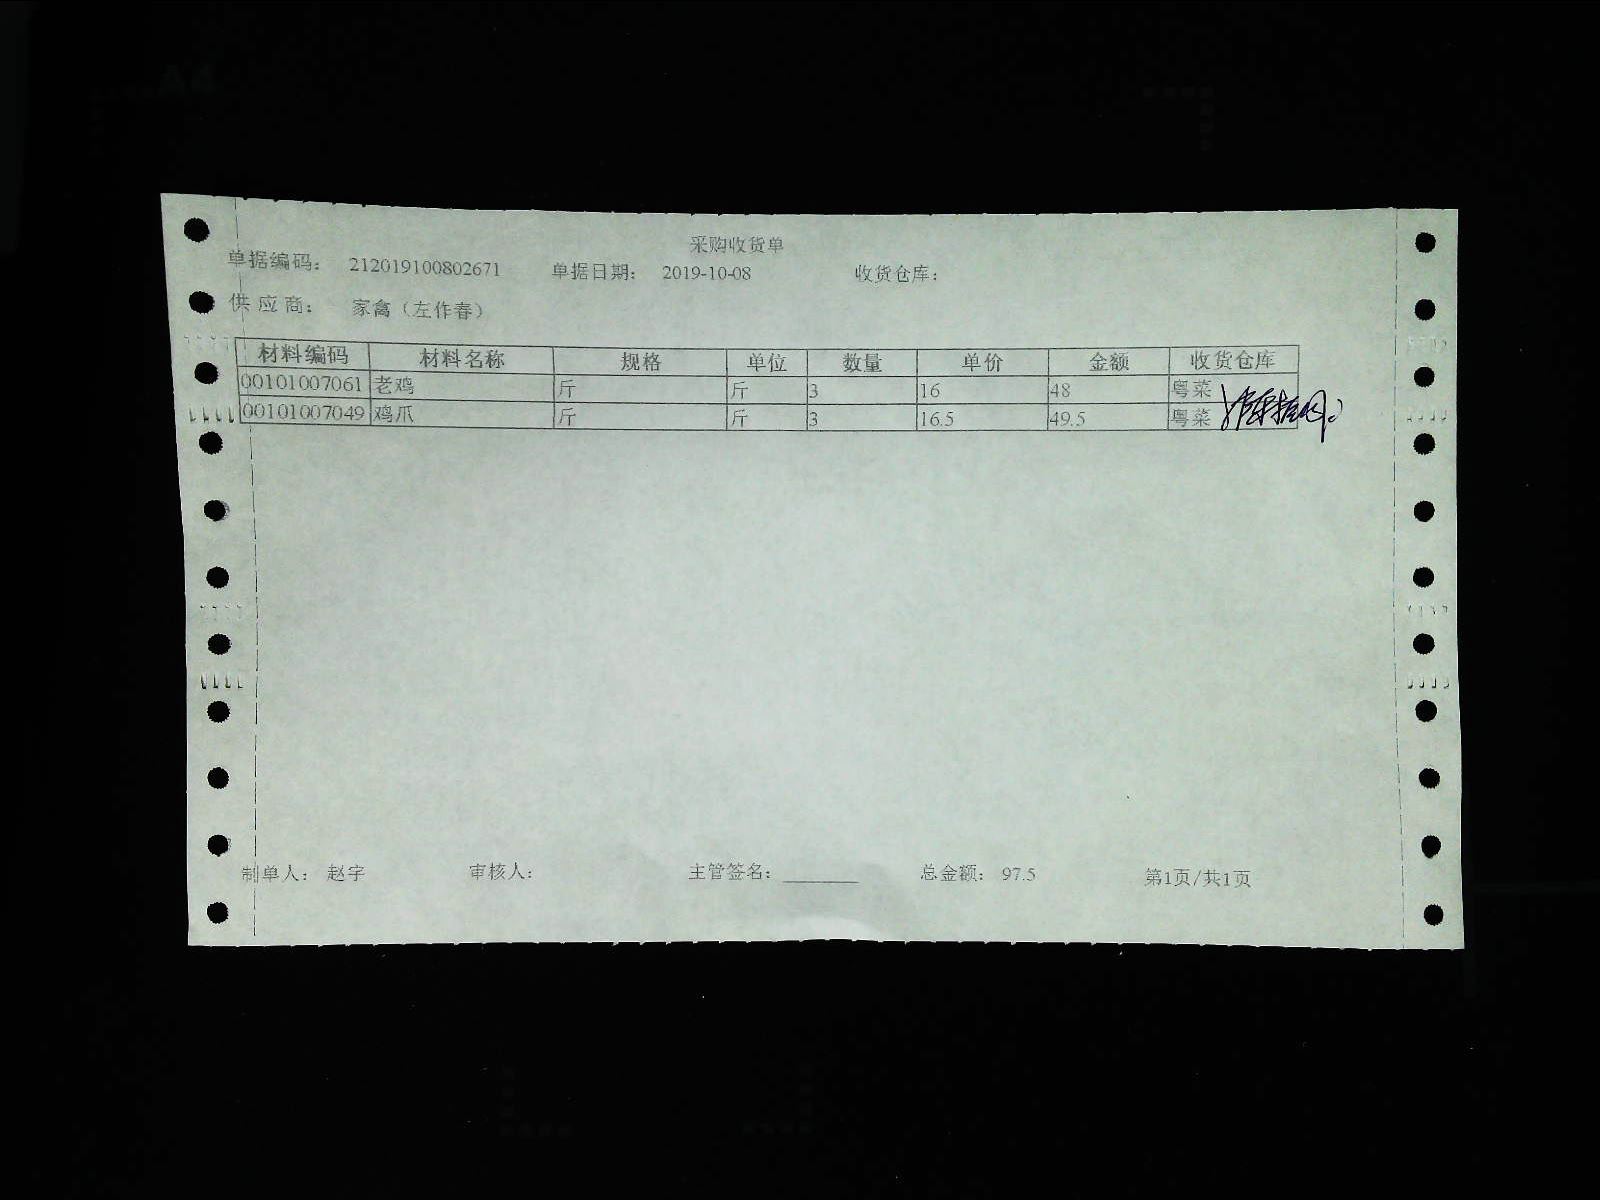 采购收货单
单据编码: 212019100802671 单据日期: 2019-10-08 收货仓库:
供应商: 家禽（左作春）
材料编码 材料名称 规格 单位 数量 单价 金额 收货仓库
00101007061 老鸡 斤 斤 3 16 48 粤菜
00101007049 鸡爪 斤 斤 3 16.5 49.5 粤菜
制单人: 赵宇 审核人: 主管签名: 总金额: 97.5 第1页/共1页